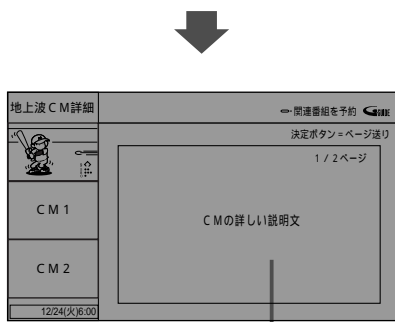 地上波CM詳細
関連番組を予約 GGUIDE
決定ボタン=ページ送り
1/2ページ
CM1
CMの詳しい説明文
CM2
12/24(火)6:00